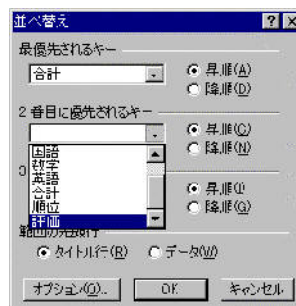 並べ替え
最優先されるキー
合計
昇順(A)
降順(D)
2 番目に優先されるキー
昇順(C)
降順(N)
国語
数学
英語
合計
順位
評価
3
昇順(I)
降順(G)
範囲の先頭行
タイトル行(R)
データ(W)
オプション(O)...
OK
キャンセル